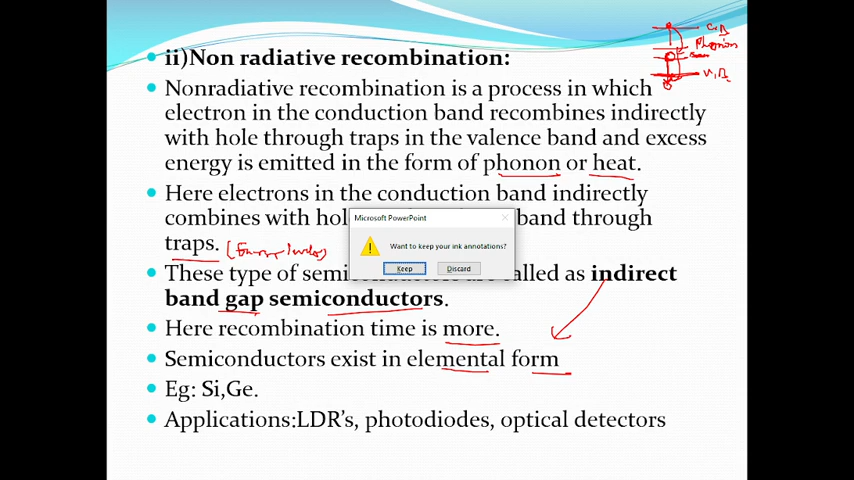 ii)Non radiative recombination:
Nonradiative recombination is a process in which
electron in the conduction band recombines indirectly
with hole through traps in the valence band and excess
energy is emitted in the form of phonon or heat.
Here electrons in the conduction band indirectly
combines with band through
traps.
These type of are called as indirect
band gap semiconductors.
Here recombination time is more.
Semiconductors exist in elemental form
Eg: Si,Ge.
Applications:LDR's, photodiodes, optical detectors
Microsoft PowerPoint
Want to keep your ink annotations?
Keep Discard
C.B
Phonon
V.B